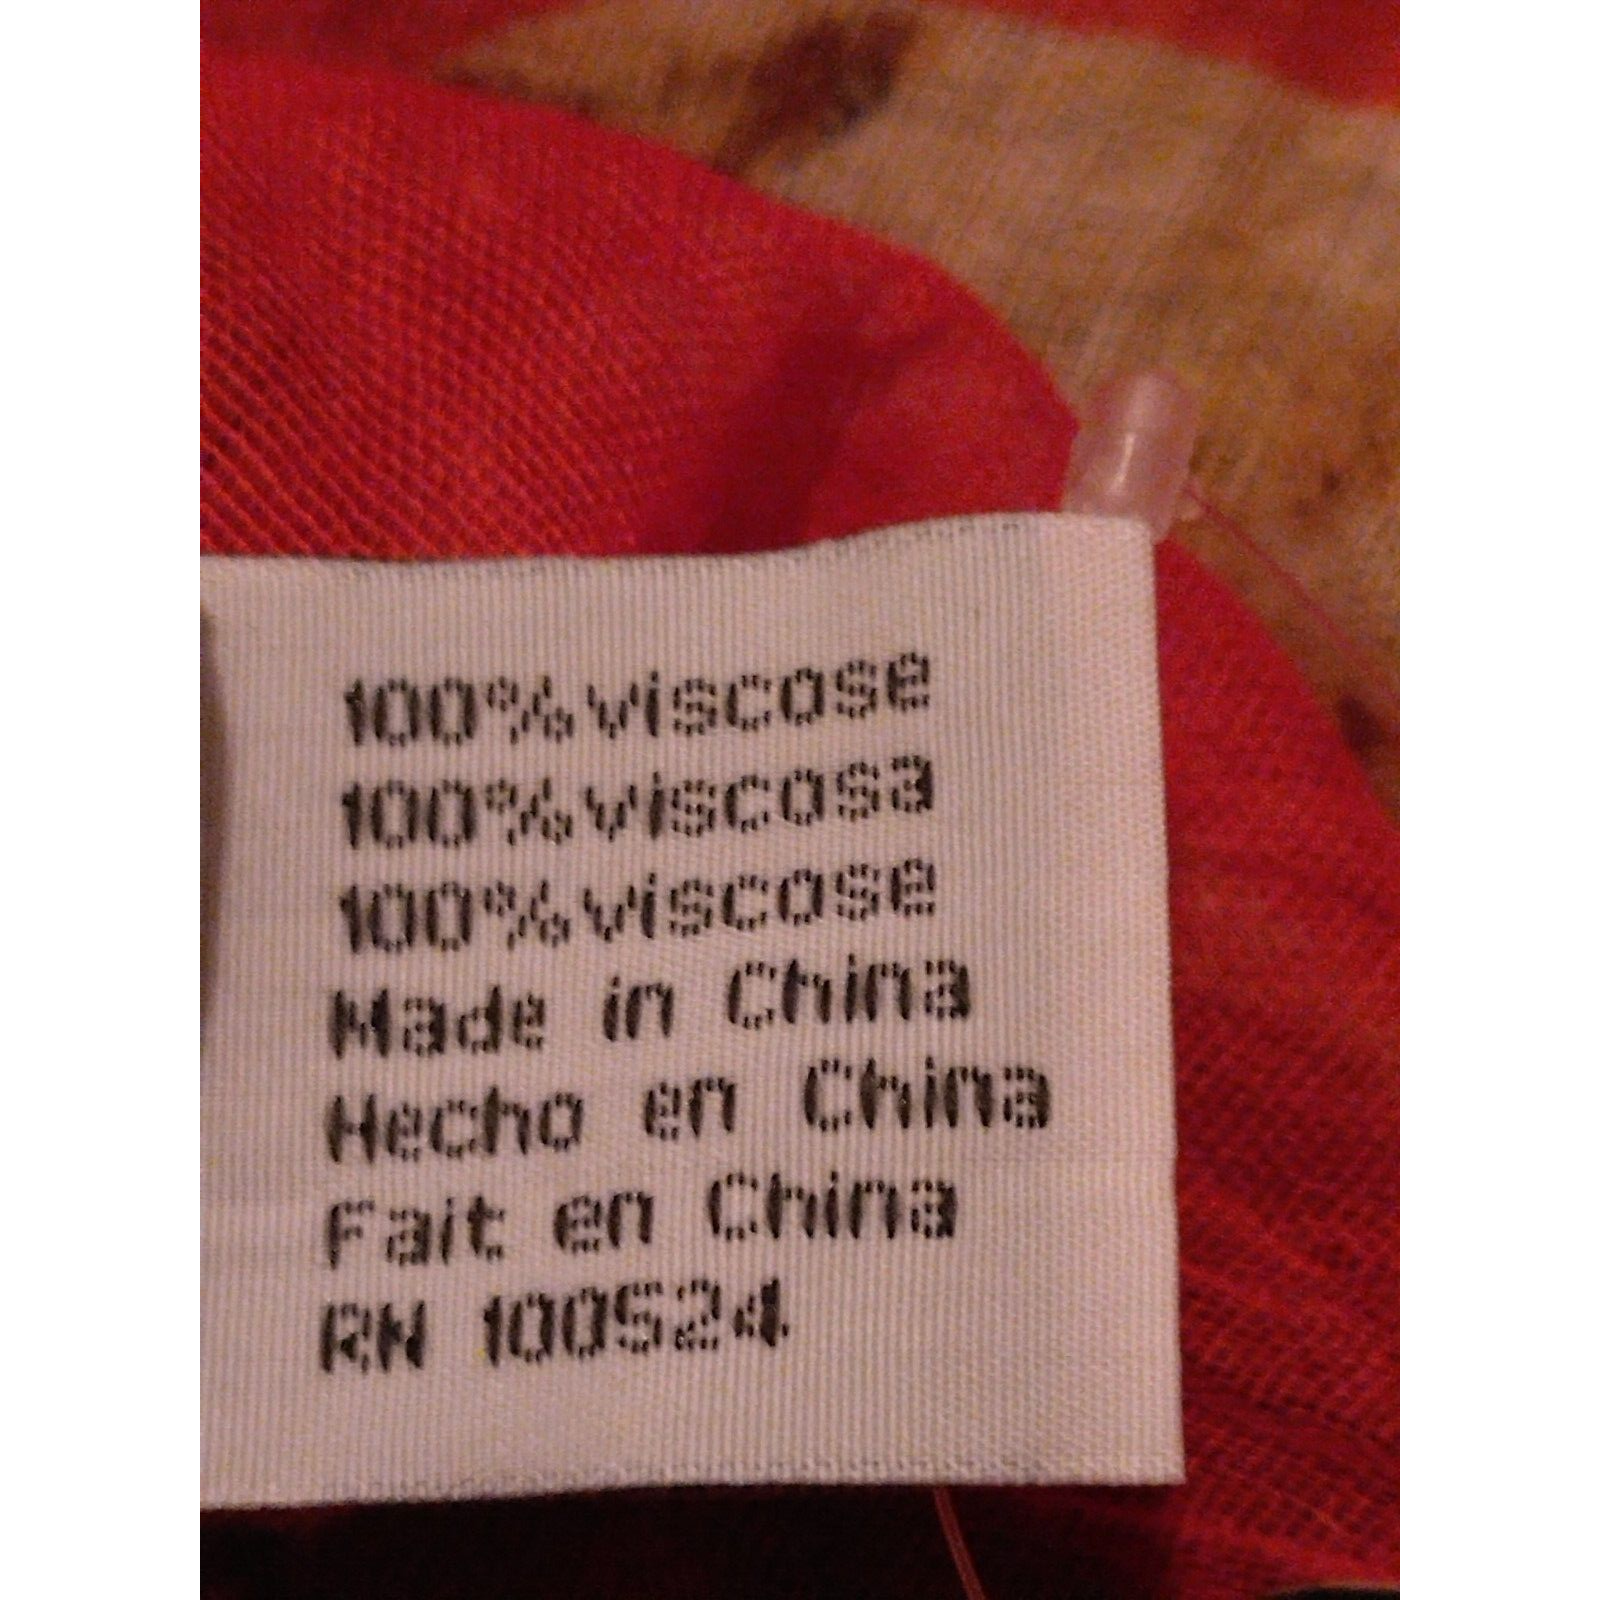 100%viscose
100%viscosa
100%viscose
Made in China
Hecho en China
Fait en China
RN 100524